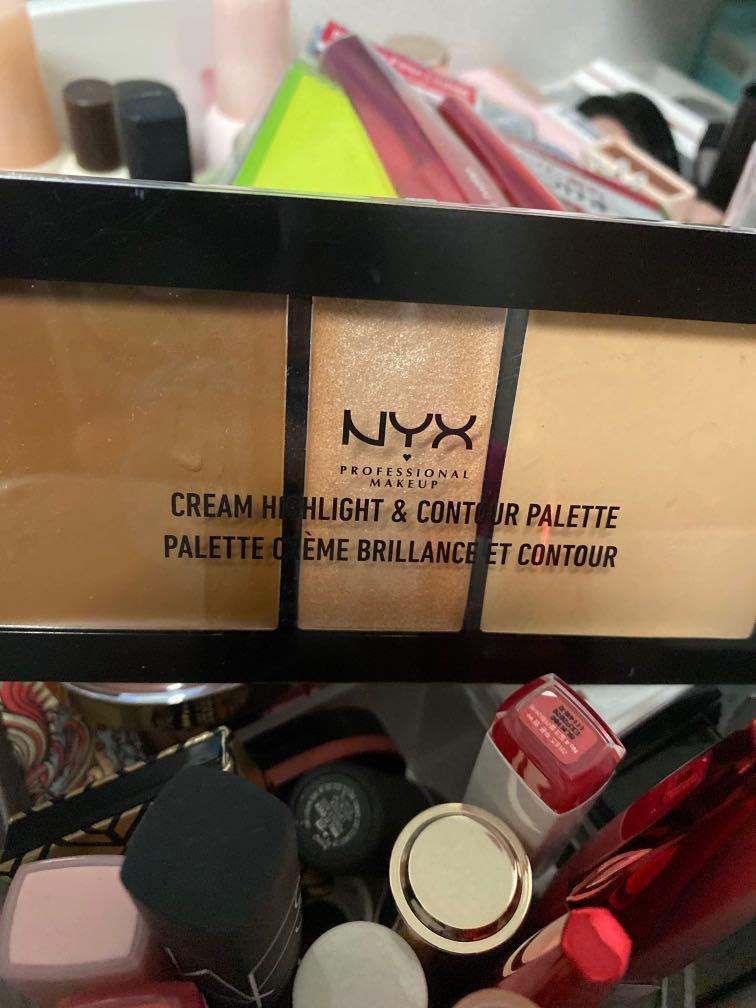 NYX
PROFESSIONAL
MAKEUP
CREAM HIGHLIGHT & CONTOUR PALETTE
PALETTE CRÈME BRILLANCE ET CONTOUR